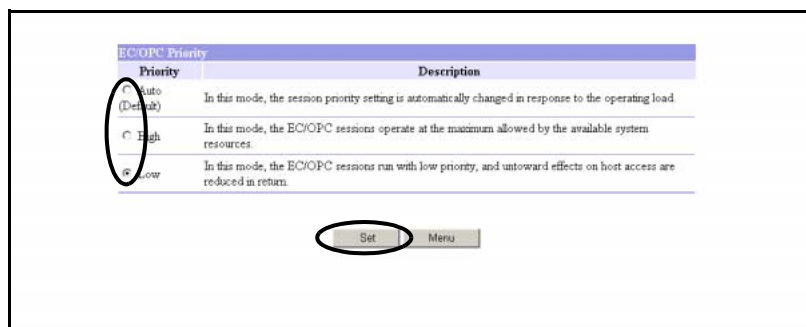 EC/OPC Priority
Priority Description
Auto
(Default)
In this mode, the session priority setting is automatically changed in response to the operating load
High
In this mode, the EC/OPC sessions operate at the maximum allowed by the available system
resources.
Low
In this mode, the EC/OPC sessions run with low priority, and untoward effects on host access are
reduced in return.
Set Menu